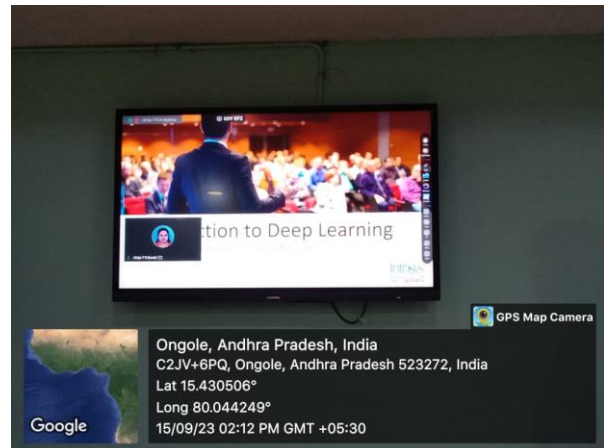 ction to Deep Learning
Infosys
GPS Map Camera
Ongole, Andhra Pradesh, India
C2JV+6PQ, Ongole, Andhra Pradesh 523272, India
Lat 15.430506°
Long 80.044249°
15/09/23 02:12 PM GMT +05:30
Google